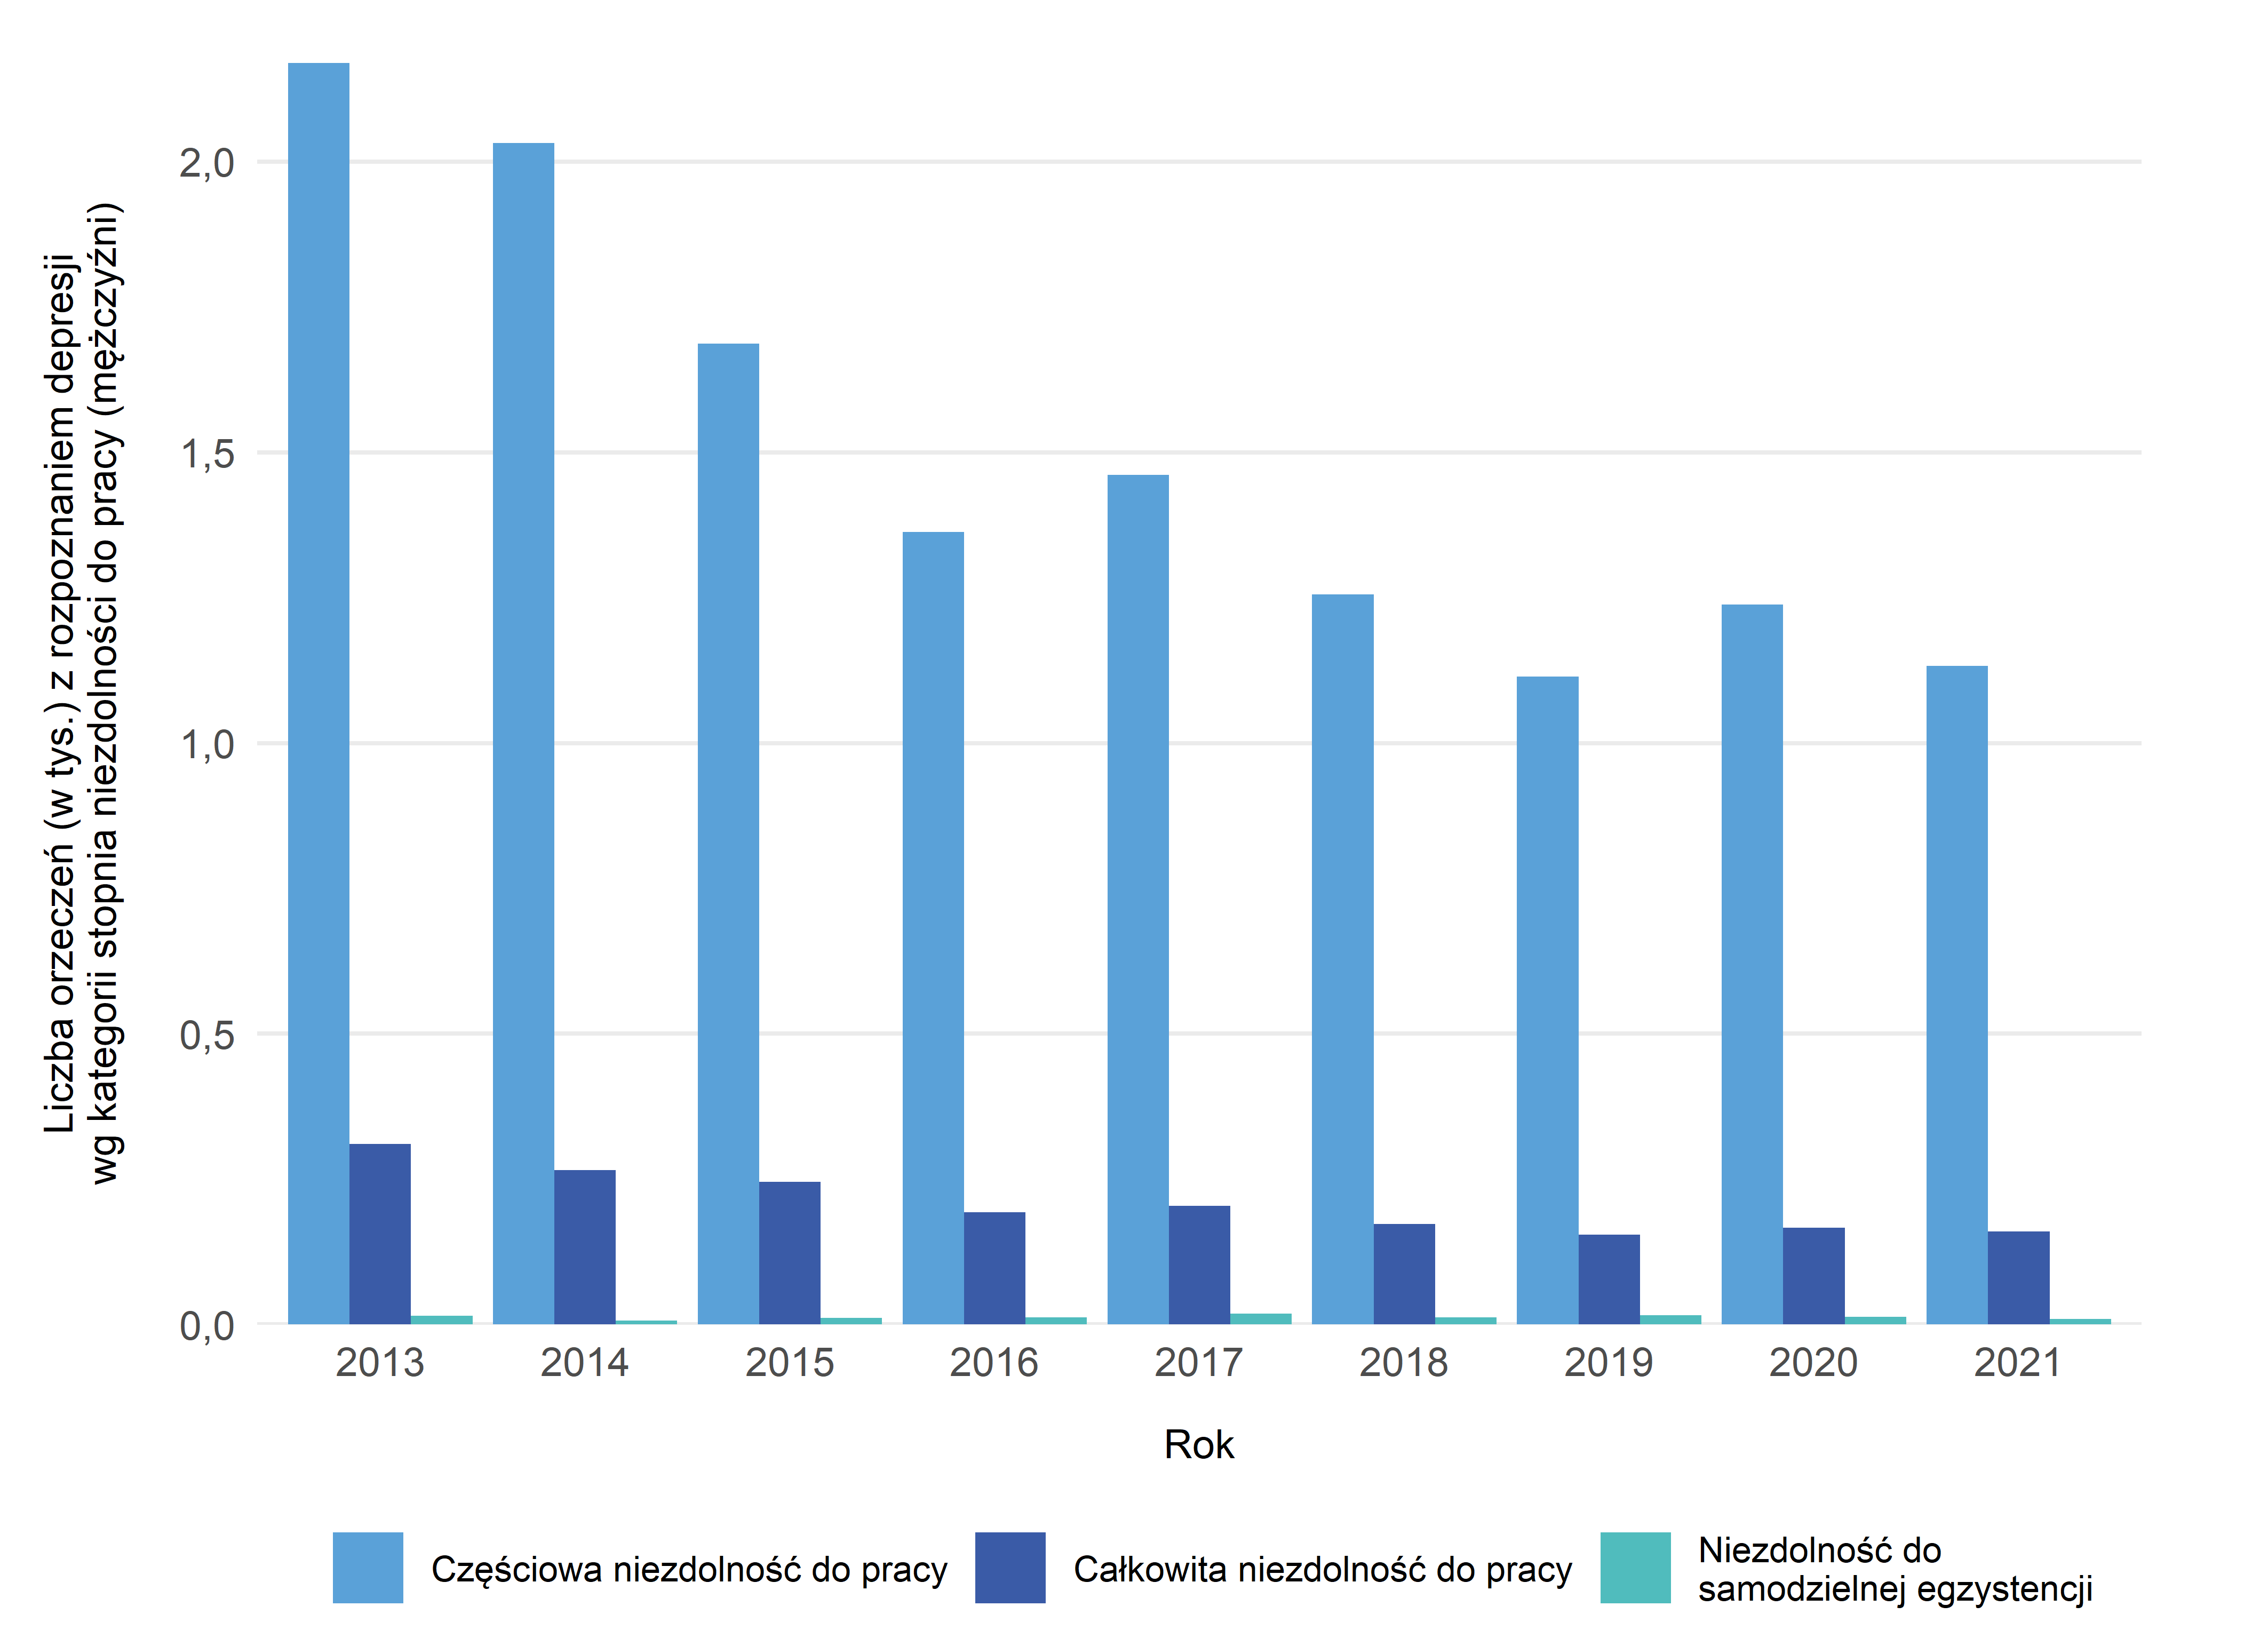 Liczba orzeczeń (w tys.) z rozpoznaniem depresji
wg kategorii stopnia niezdolności do pracy (mężczyźni)
2,0
1,5
1,0
0,5
0,0
2013 2014 2015 2016 2017 2018 2019 2020 2021
Rok
Częściowa niezdolność do pracy
Całkowita niezdolność do pracy
Niezdolność do
samodzielnej egzystencji